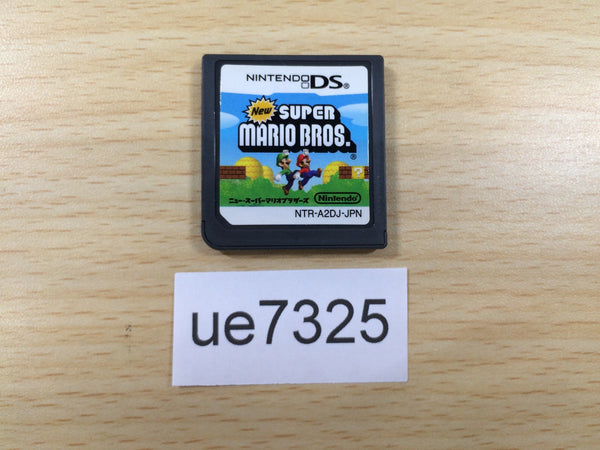 NINTENDO DS®
New SUPER
MARIO BROS.®
ニュー・スーパーマリオブラザーズ
Nintendo
NTR-A2DJ-JPN
ue7325